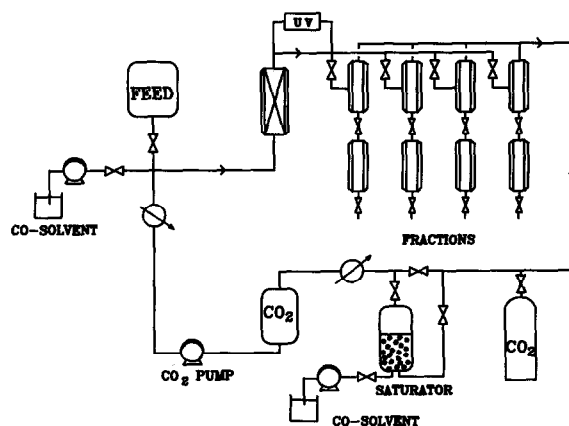 UV
FEED
CO-SOLVENT
FRACTIONS
CO₂
CO₂
CO₂ PUMP
SATURATOR
CO-SOLVENT